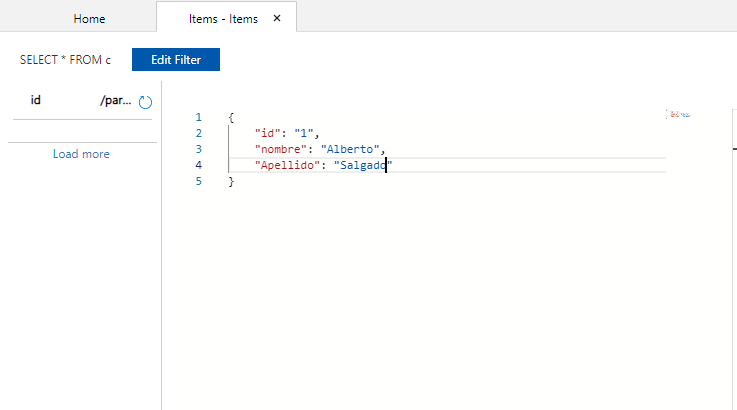 Home
Items - Items
SELECT * FROM c
Edit Filter
id
/par...
Load more
1 {
2 "id": "1",
3 "nombre": "Alberto",
4 "Apellido": "Salgado"
5 }